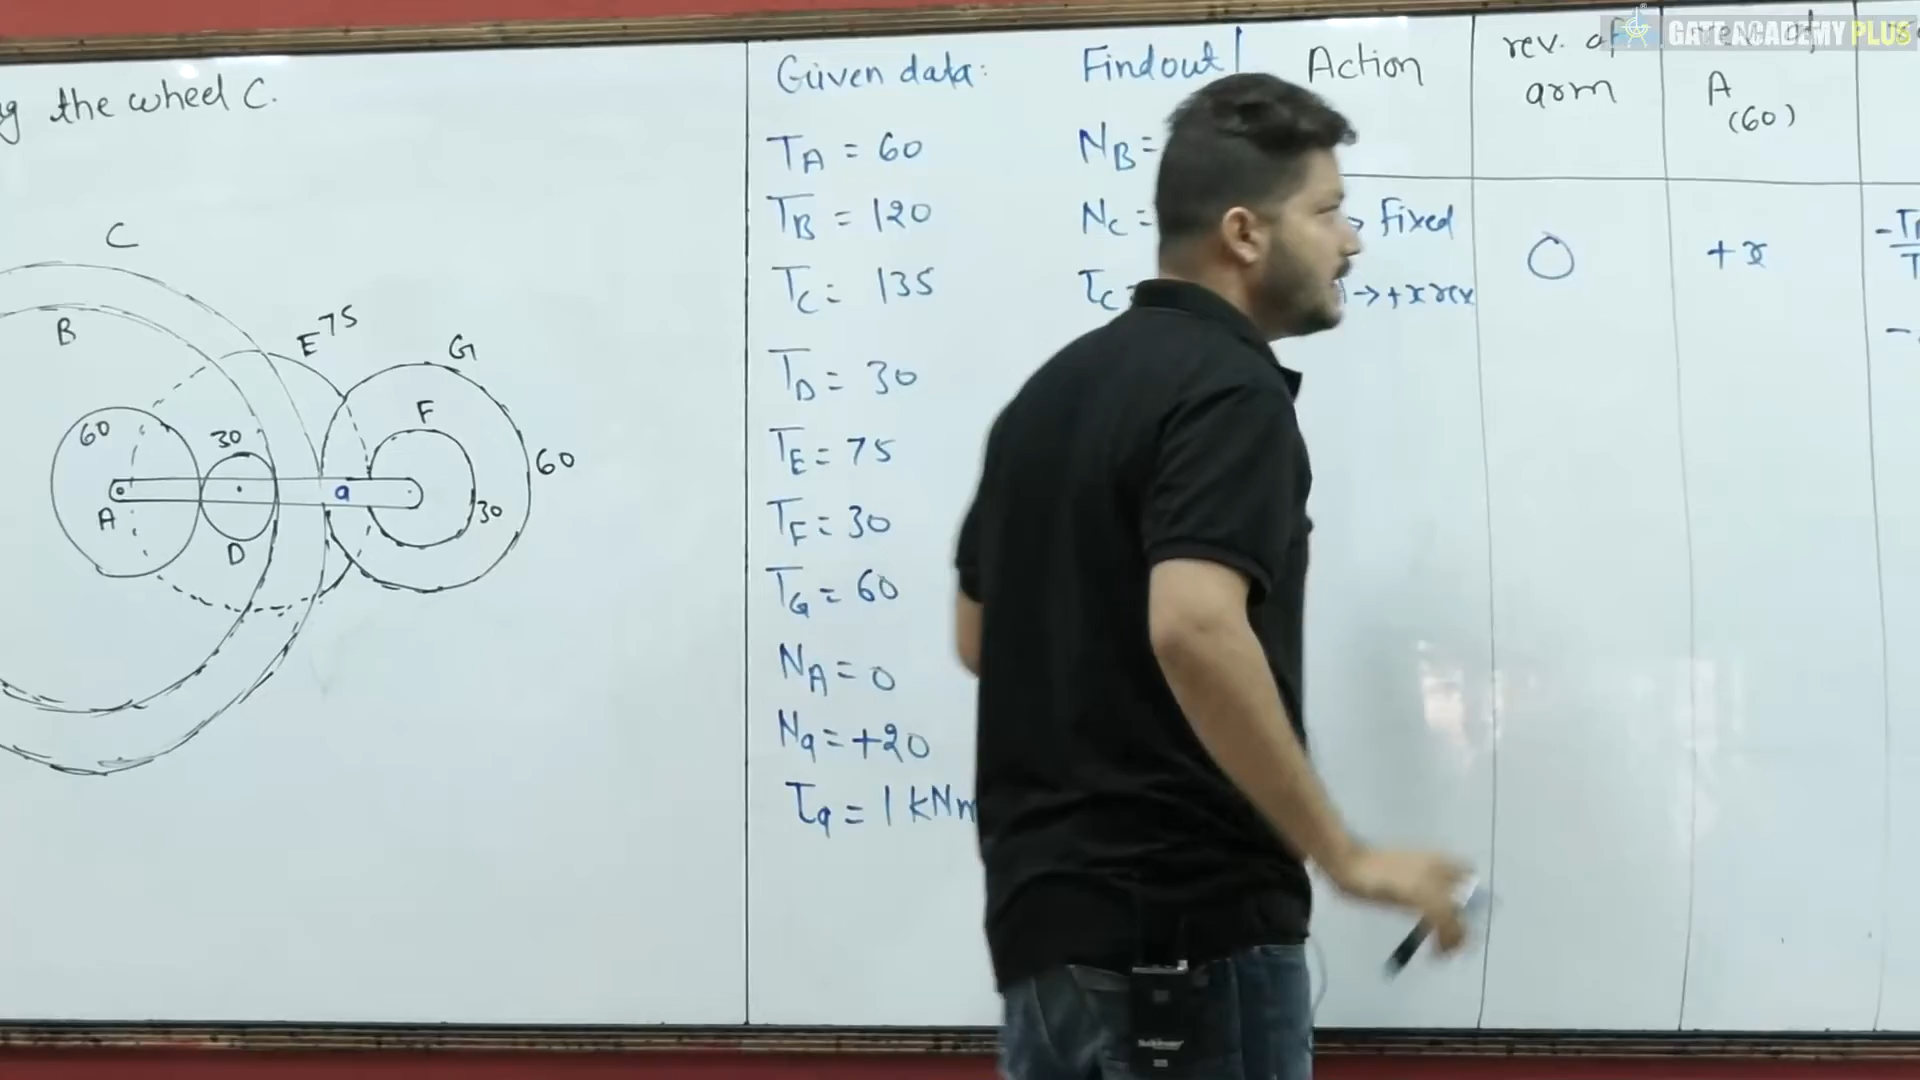 the wheel C.
C
B
E 75
G
F
60
30
60
a
30
A
D
Given data:
TA = 60
TB = 120
TC = 135
TD = 30
TE = 75
TF = 30
TG = 60
NA = 0
Na = +20
τa = 1 kNm
Findout
NB =
NC =
τC =
Action
Fixed
→ +x rev
rev. of
arm
0
A
(60)
+x
GATE ACADEMY PLUS